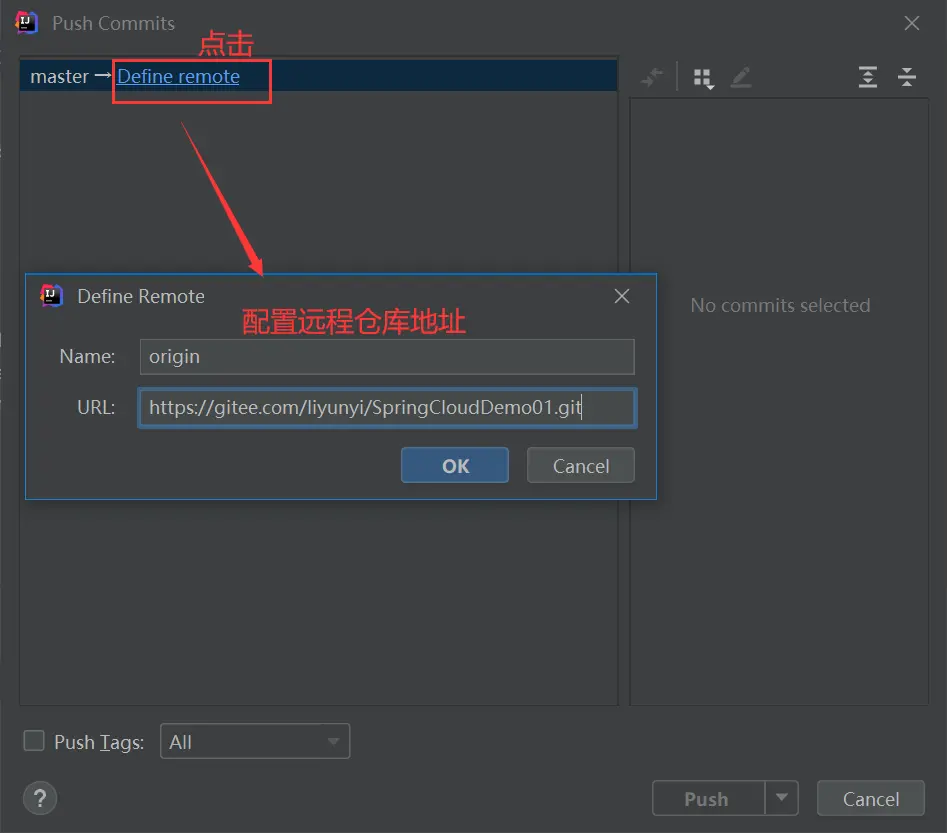 Push Commits
点击
master → Define remote
Define Remote
配置远程仓库地址
Name: origin
URL: https://gitee.com/liyunyi/SpringCloudDemo01.git
OK Cancel
No commits selected
Push Tags: All
? Push Cancel